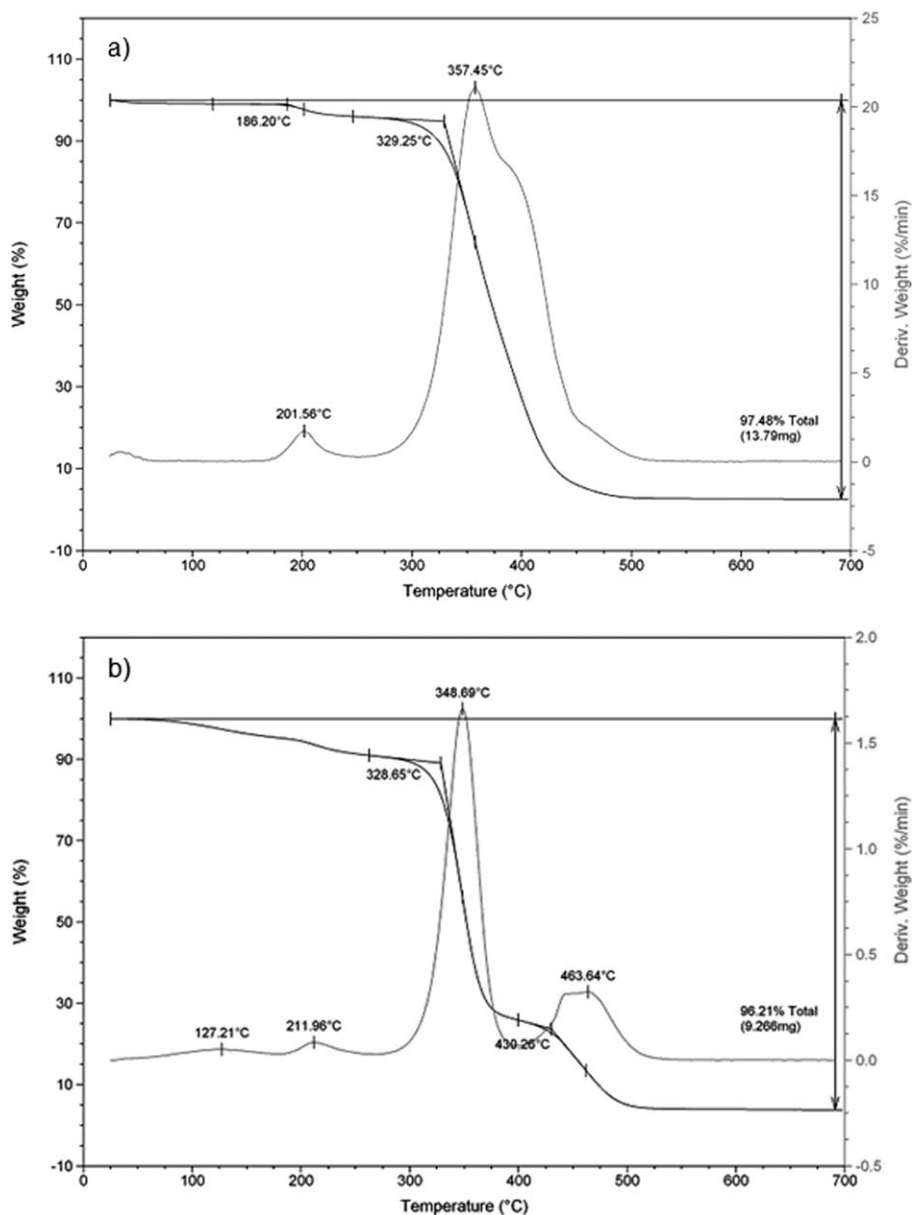 a)
110
90
70
50
30
10
-10
Weight (%)
25
20
15
10
5
0
-5
Deriv. Weight (%/min)
357.45°C
186.20°C
329.25°C
201.56°C
97.48% Total
(13.79mg)
0
100
200
300
400
500
600
700
Temperature (°C)
b)
110
90
70
50
30
10
-10
Weight (%)
2.0
1.5
1.0
0.5
0.0
-0.5
Deriv. Weight (%/min)
348.69°C
328.65°C
463.64°C
127.21°C
211.96°C
430.26°C
96.21% Total
(9.266mg)
0
100
200
300
400
500
600
700
Temperature (°C)